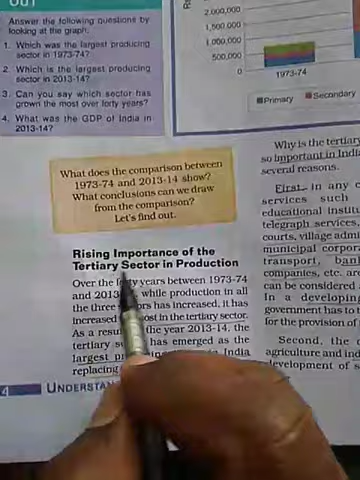 OUT
Answer the following questions by
looking at the graph:
1. Which was the largest producing
sector in 1973-74?
2. Which is the largest producing
sector in 2013-14?
3. Can you say which sector has
grown the most over forty years?
4. What was the GDP of India in
2013-14?
2,000,000
1,500,000
1,000,000
500,000
0
1973-74
Primary Secondary
What does the comparison between
1973-74 and 2013-14 show?
What conclusions can we draw
from the comparison?
Let's find out.
Rising Importance of the
Tertiary Sector in Production
Over the forty years between 1973-74
and 2013 while production in all
the three has increased, it has
increased in the tertiary sector.
As a the year 2013-14, the
tertiary has emerged as the
largest India
replacing
4 UNDERSTAN
Why is the tertiary
so important in India
several reasons.
First, in any
services such
educational instit
telegraph services,
courts, village admi
municipal corpor
transport, bank
companies, etc. are
can be considered
In a developin
government has to
for the provision of
Second, the
agriculture and in
development of s